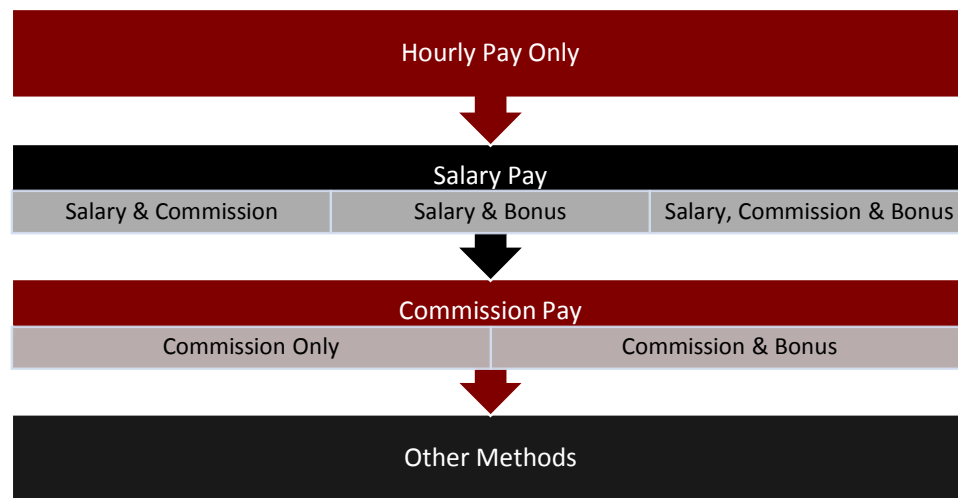 Hourly Pay Only
Salary Pay
Salary & Commission
Salary & Bonus
Salary, Commission & Bonus
Commission Pay
Commission Only
Commission & Bonus
Other Methods